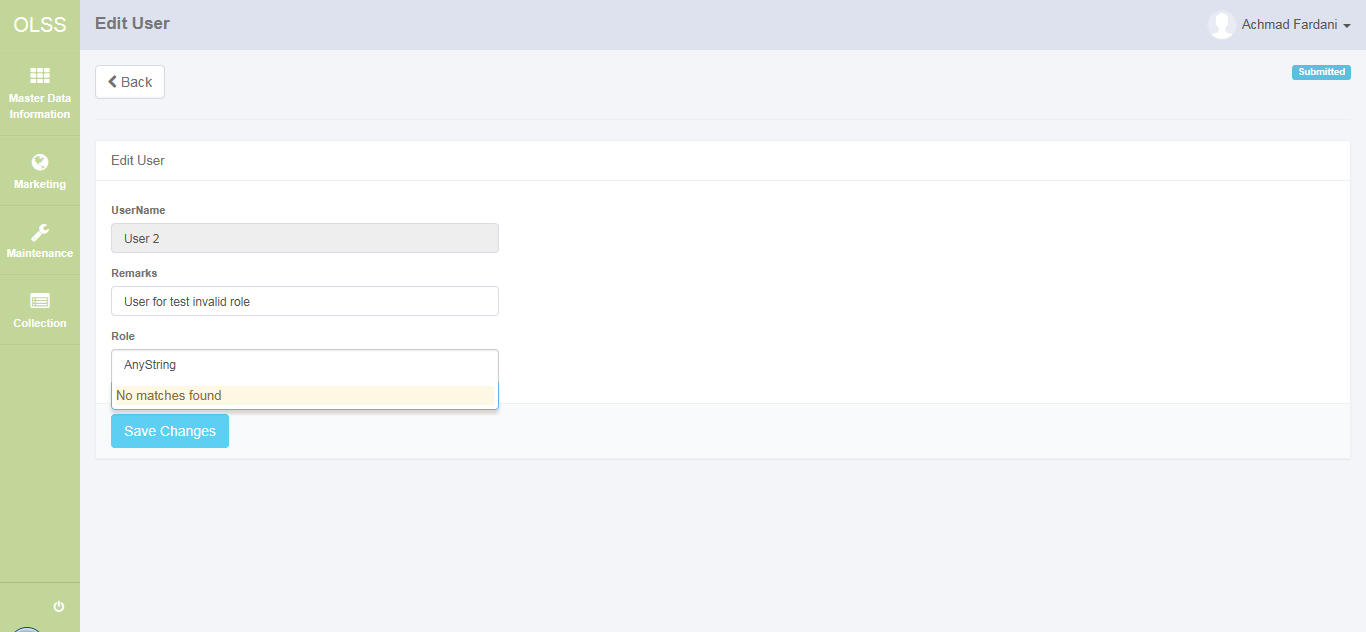 OLSS
Edit User
Achmad Fardani
Master Data
Information
Marketing
Maintenance
Collection
Back
Submitted
Edit User
UserName
User 2
Remarks
User for test invalid role
Role
AnyString
No matches found
Save Changes